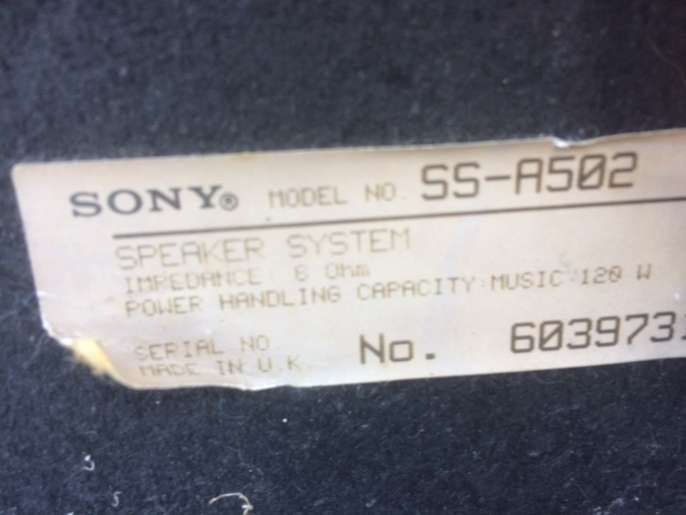 SONY® MODEL NO. SS-A502
SPEAKER SYSTEM
IMPEDANCE 6 Ohm
POWER HANDLING CAPACITY:MUSIC:120 W
SERIAL NO
No. 603973
MADE IN U.K.